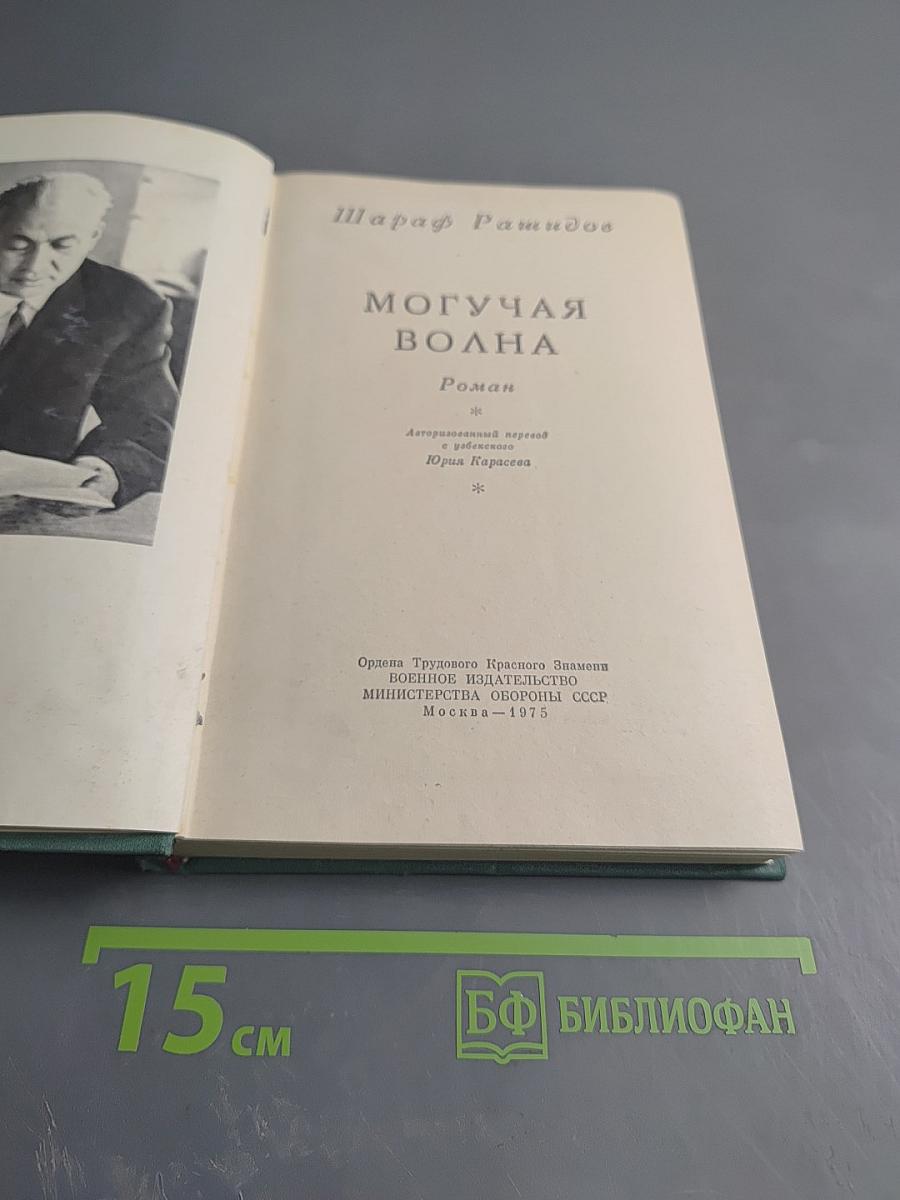 Шараф Рашидов
МОГУЧАЯ
ВОЛНА
Роман
*
Авторизованный перевод
с узбекского
Юрия Карасева
*
Ордена Трудового Красного Знамени
ВОЕННОЕ ИЗДАТЕЛЬСТВО
МИНИСТЕРСТВА ОБОРОНЫ СССР
Москва—1975
15 см
БФ БИБЛИОФАН